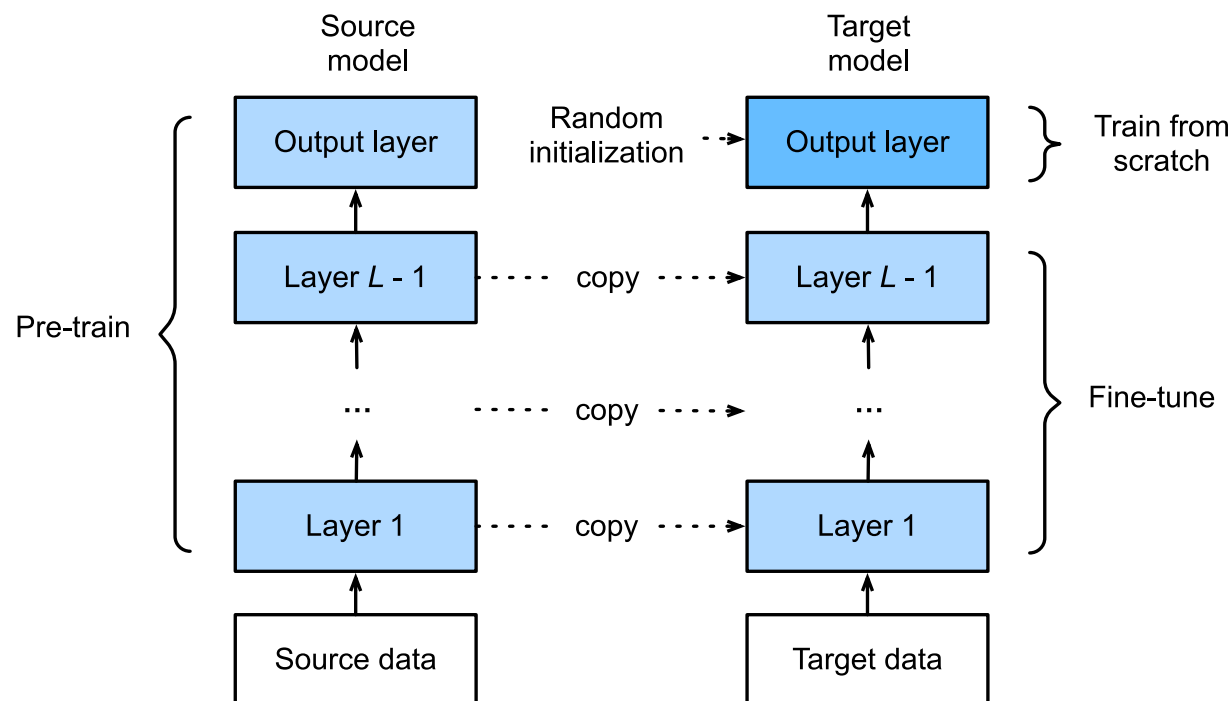 Source
model
Target
model
Output layer
Random
initialization
Output layer
Train from
scratch
Layer L - 1
copy
Layer L - 1
Pre-train
...
copy
...
Fine-tune
Layer 1
copy
Layer 1
Source data
Target data